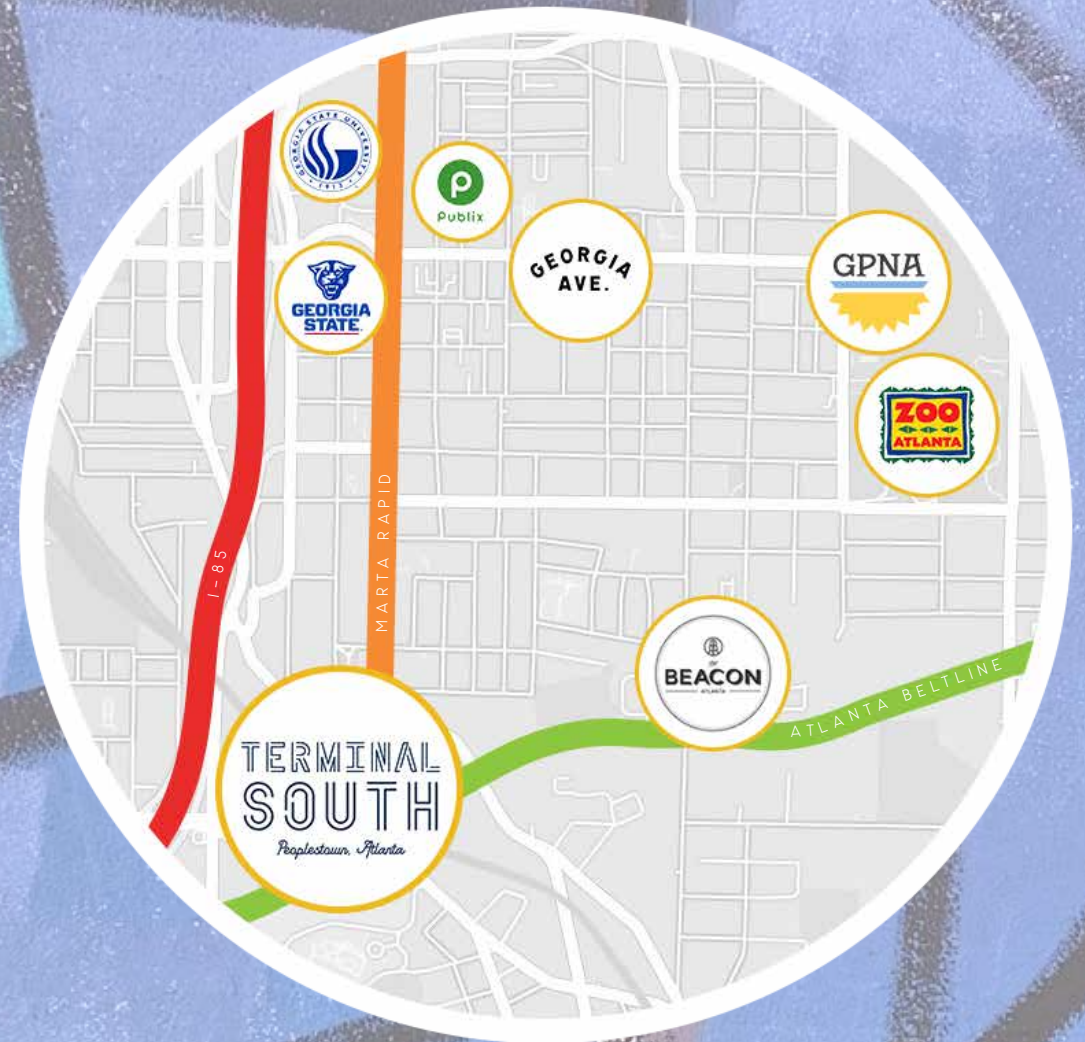 GEORGIA STATE UNIVERSITY
1913
Publix
GEORGIA
AVE.
GPNA
GEORGIA
STATE
ZOO
ATLANTA
MARTA RAPID
I-85
BEACON
ATLANTA
ATLANTA BELTLINE
TERMINAL
SOUTH
Peoplestown, Atlanta